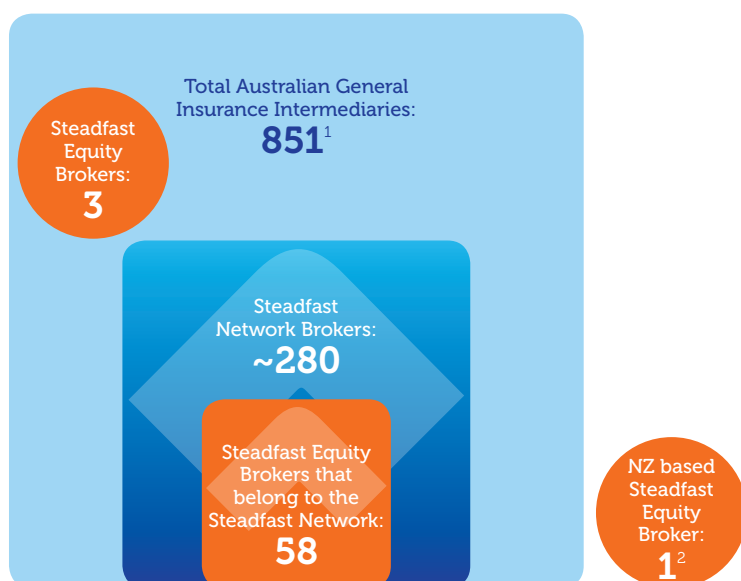 Total Australian General
Insurance Intermediaries:
851¹
Steadfast
Equity
Brokers:
3
Steadfast
Network Brokers:
~280
Steadfast Equity
Brokers that
belong to the
Steadfast Network:
58
NZ based
Steadfast
Equity
Broker:
1²